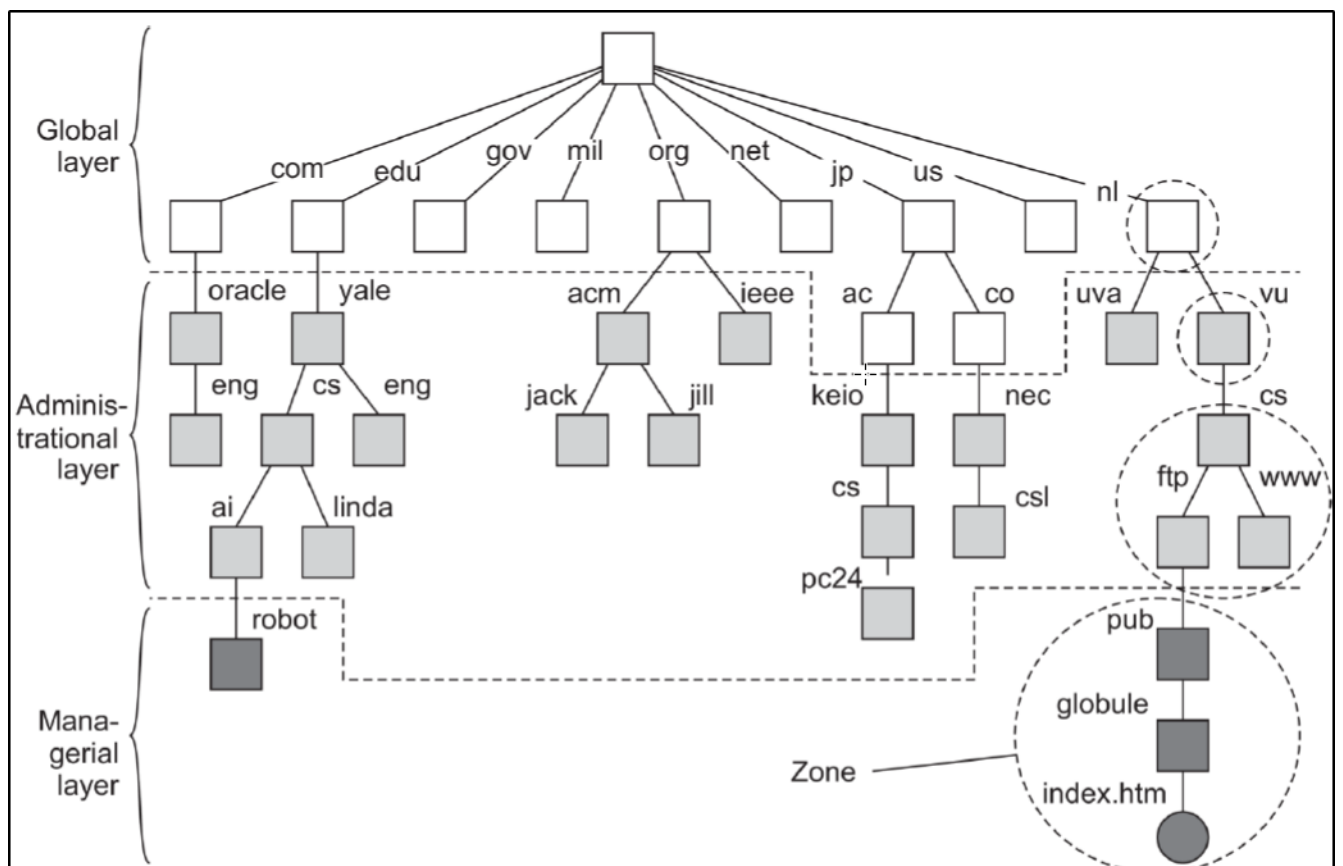 Global
layer
com
edu
gov
mil
org
net
jp
us
nl
Adminis-
trational
layer
oracle
yale
acm
ieee
ac
co
uva
vu
eng
cs
eng
jack
jill
keio
nec
cs
ai
linda
cs
csl
ftp
www
pc24
Mana-
gerial
layer
robot
pub
globule
Zone
index.htm